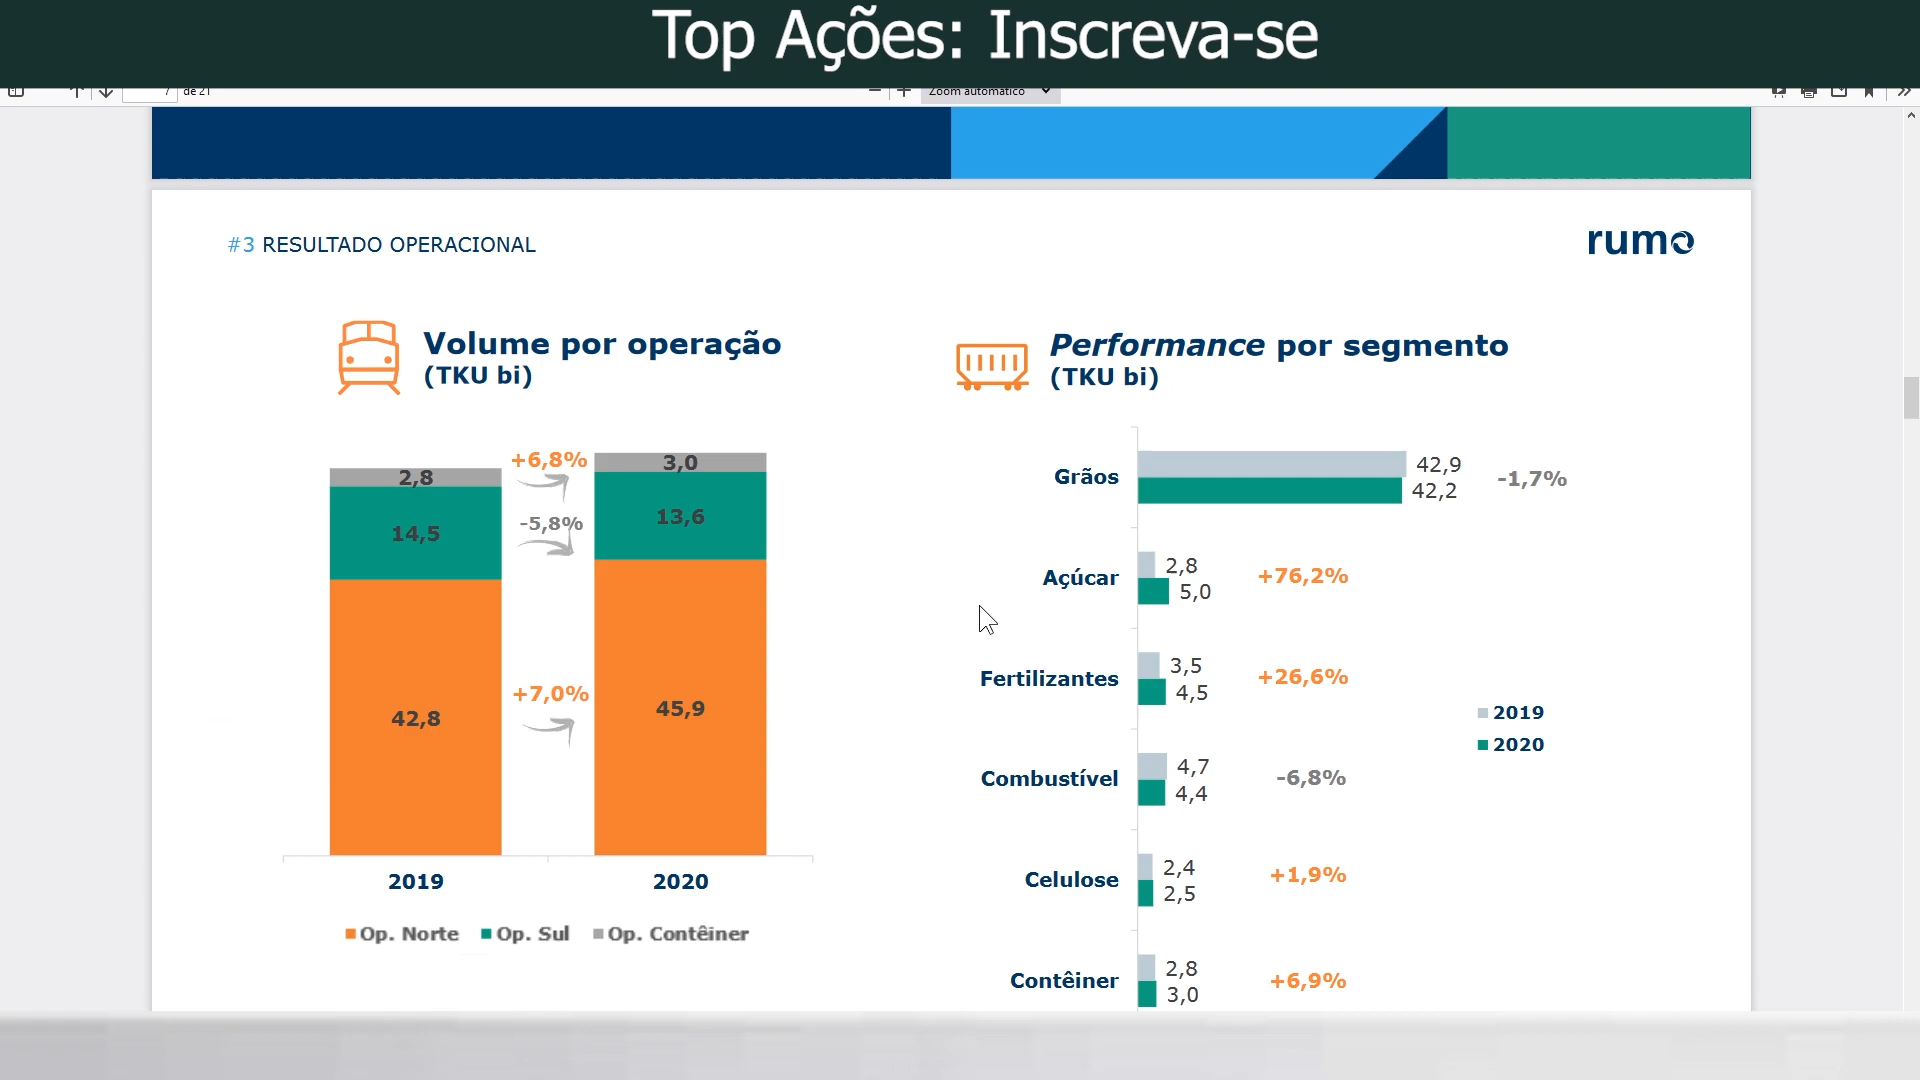 Top Ações: Inscreva-se
7 de 21
Zoom automático
#3 RESULTADO OPERACIONAL
rumo
Volume por operação
(TKU bi)
2,8
14,5
42,8
+6,8%
-5,8%
+7,0%
3,0
13,6
45,9
2019
2020
Op. Norte Op. Sul Op. Contêiner
Performance por segmento
(TKU bi)
Grãos
42,9
42,2
-1,7%
Açúcar
2,8
5,0
+76,2%
Fertilizantes
3,5
4,5
+26,6%
Combustível
4,7
4,4
-6,8%
Celulose
2,4
2,5
+1,9%
Contêiner
2,8
3,0
+6,9%
2019
2020